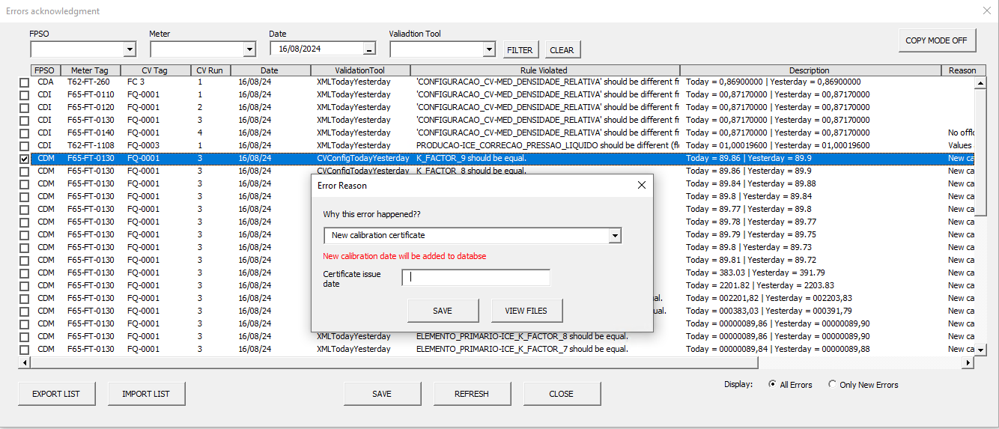 Errors acknowledgment
FPSO Meter Date Valiadtion Tool
16/08/2024 FILTER CLEAR COPY MODE OFF
FPSO Meter Tag CV Tag CV Run Date ValidationTool Rule Violated Description Reason
CDA T62-FT-260 FC 3 1 16/08/24 XMLTodayYesterday 'CONFIGURACAO_CV-MED_DENSIDADE_RELATIVA' should be different fr Today = 0,86900000 | Yesterday = 0,86900000
CDI F65-FT-0110 FQ-0001 1 16/08/24 XMLTodayYesterday 'CONFIGURACAO_CV-MED_DENSIDADE_RELATIVA' should be different fr Today = 00,87170000 | Yesterday = 00,87170000
CDI F65-FT-0120 FQ-0001 2 16/08/24 XMLTodayYesterday 'CONFIGURACAO_CV-MED_DENSIDADE_RELATIVA' should be different fr Today = 00,87170000 | Yesterday = 00,87170000
CDI F65-FT-0130 FQ-0001 3 16/08/24 XMLTodayYesterday 'CONFIGURACAO_CV-MED_DENSIDADE_RELATIVA' should be different fr Today = 00,87170000 | Yesterday = 00,87170000
CDI F65-FT-0140 FQ-0001 4 16/08/24 XMLTodayYesterday 'CONFIGURACAO_CV-MED_DENSIDADE_RELATIVA' should be different fr Today = 00,87170000 | Yesterday = 00,87170000 No offlo
CDI T62-FT-1108 FQ-0003 1 16/08/24 XMLTodayYesterday PRODUCAO-ICE_CORRECAO_PRESSAO_LIQUIDO should be different (flo Today = 01,00019600 | Yesterday = 01,00019600 Values
CDM F65-FT-0130 FQ-0001 3 16/08/24 CVConfigTodayYesterday K_FACTOR_9 should be equal. Today = 89.86 | Yesterday = 89.9 New ca
CDM F65-FT-0130 FQ-0001 3 16/08/24 CVConfigTodayYesterday K_FACTOR_8 should be equal. Today = 89.86 | Yesterday = 89.9 New ca
CDM F65-FT-0130 FQ-0001 3 16/08/24 Today = 89.84 | Yesterday = 89.88 New ca
CDM F65-FT-0130 FQ-0001 3 16/08/24 Today = 89.8 | Yesterday = 89.84 New ca
CDM F65-FT-0130 FQ-0001 3 16/08/24 Today = 89.77 | Yesterday = 89.8 New ca
CDM F65-FT-0130 FQ-0001 3 16/08/24 Today = 89.78 | Yesterday = 89.77 New ca
CDM F65-FT-0130 FQ-0001 3 16/08/24 Today = 89.79 | Yesterday = 89.75 New ca
CDM F65-FT-0130 FQ-0001 3 16/08/24 Today = 89.8 | Yesterday = 89.73 New ca
CDM F65-FT-0130 FQ-0001 3 16/08/24 Today = 89.81 | Yesterday = 89.72 New ca
CDM F65-FT-0130 FQ-0001 3 16/08/24 Today = 383.03 | Yesterday = 391.79 New ca
CDM F65-FT-0130 FQ-0001 3 16/08/24 Today = 2201.82 | Yesterday = 2203.83 New ca
CDM F65-FT-0130 FQ-0001 3 16/08/24 al. Today = 002201,82 | Yesterday = 002203,83 New ca
CDM F65-FT-0130 FQ-0001 3 16/08/24 ual. Today = 000383,03 | Yesterday = 000391,79 New ca
CDM F65-FT-0130 FQ-0001 3 16/08/24 Today = 00000089,86 | Yesterday = 00000089,90 New ca
CDM F65-FT-0130 FQ-0001 3 16/08/24 XMLTodayYesterday ELEMENTO_PRIMARIO-ICE_K_FACTOR_8 should be equal. Today = 00000089,86 | Yesterday = 00000089,90 New ca
CDM F65-FT-0130 FQ-0001 3 16/08/24 XMLTodayYesterday ELEMENTO_PRIMARIO-ICE_K_FACTOR_7 should be equal. Today = 00000089,84 | Yesterday = 00000089,88 New ca
Error Reason
Why this error happened??
New calibration certificate
New calibration date will be added to databse
Certificate issue
date
SAVE VIEW FILES
EXPORT LIST IMPORT LIST SAVE REFRESH CLOSE Display: All Errors Only New Errors